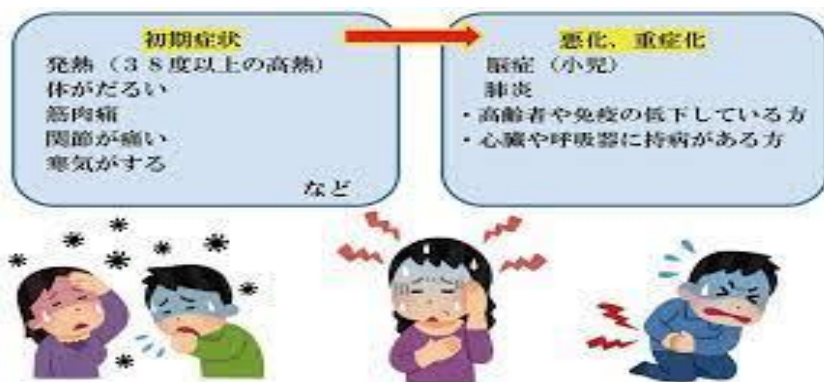 初期症状
発熱（３８度以上の高熱）
体がだるい
筋肉痛
関節が痛い
寒気がする
など
悪化、重症化
脳症（小児）
肺炎
・高齢者や免疫の低下している方
・心臓や呼吸器に持病がある方